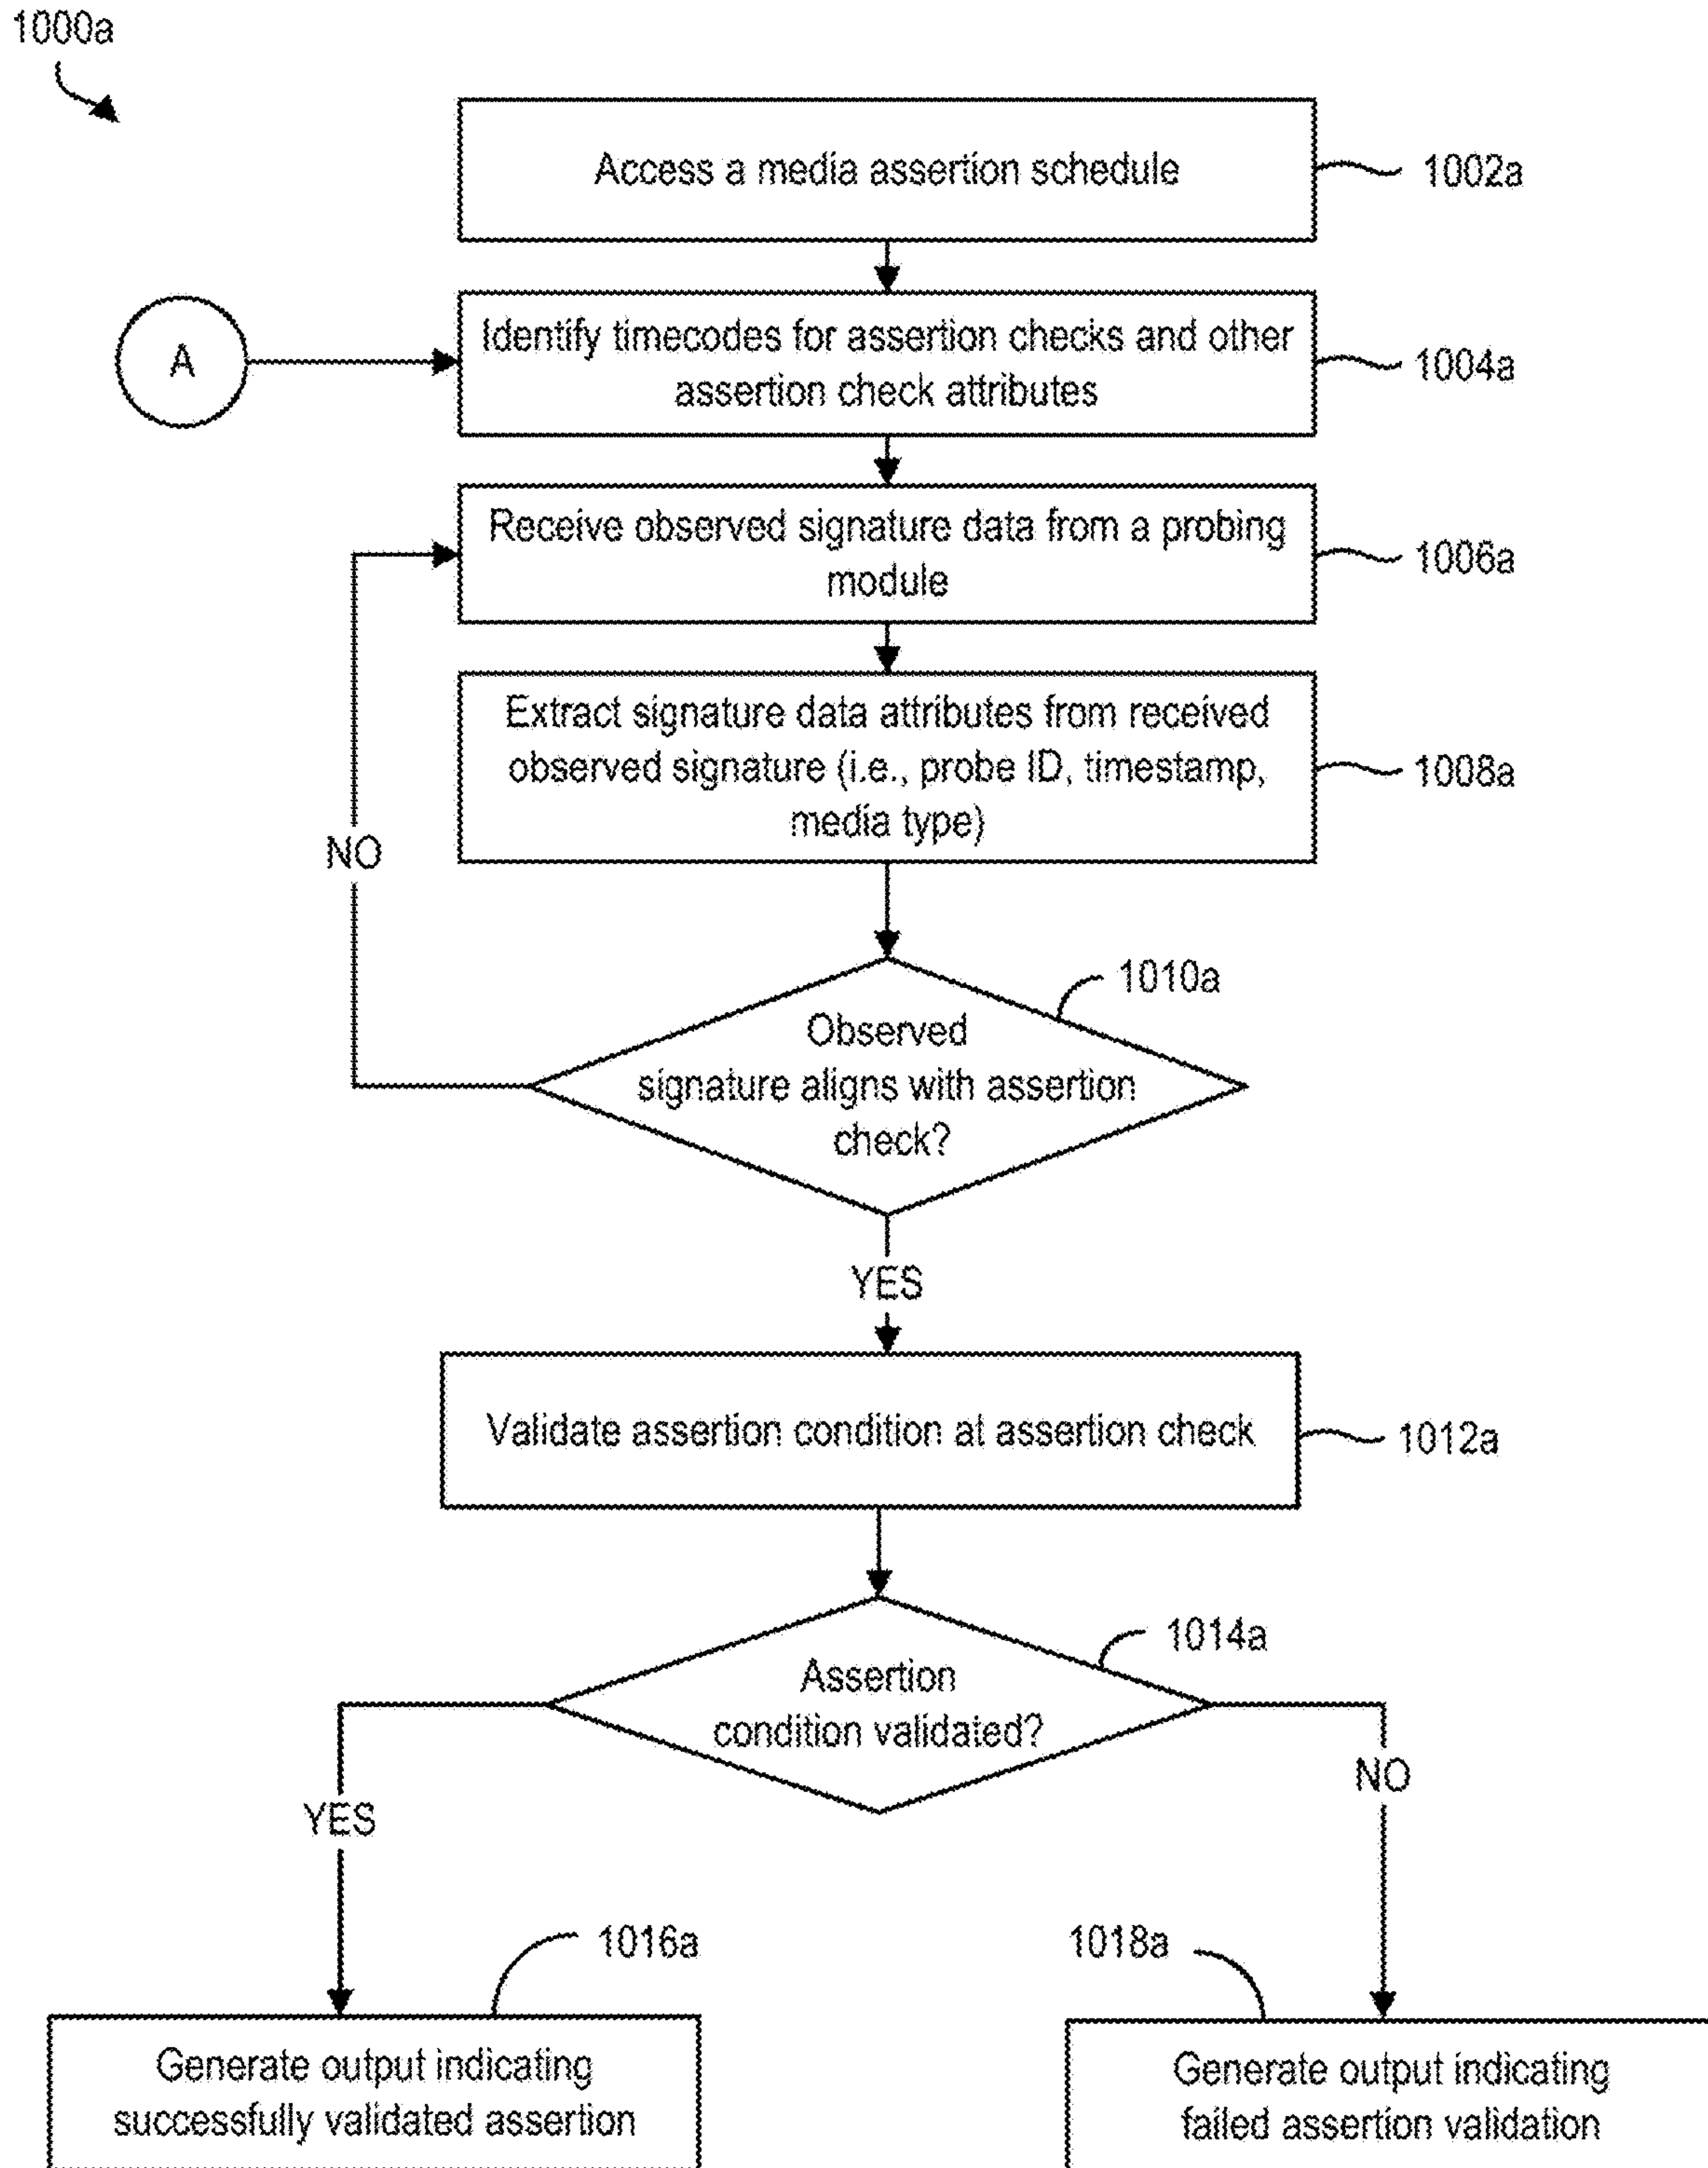 1000a
Access a media assertion schedule
1002a
A
Identify timecodes for assertion checks and other
assertion check attributes
1004a
Receive observed signature data from a probing
module
1006a
Extract signature data attributes from received
observed signature (i.e., probe ID, timestamp,
media type)
1008a
NO
1010a
Observed
signature aligns with assertion
check?
YES
Validate assertion condition at assertion check
1012a
1014a
Assertion
condition validated?
YES
NO
1016a
1018a
Generate output indicating
successfully validated assertion
Generate output indicating
failed assertion validation